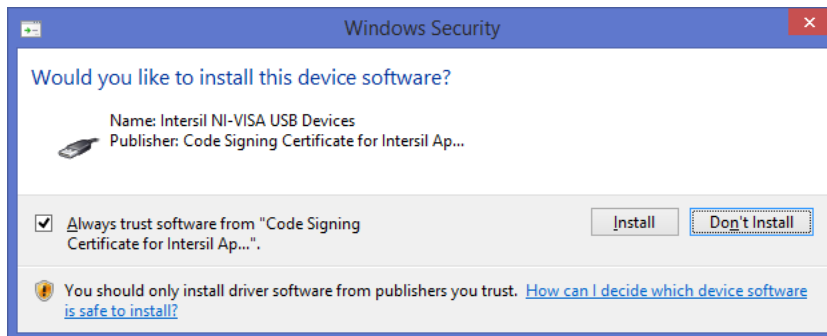 Windows Security
Would you like to install this device software?
Name: Intersil NI-VISA USB Devices
Publisher: Code Signing Certificate for Intersil Ap...
Always trust software from "Code Signing
Certificate for Intersil Ap...".
Install
Don't Install
You should only install driver software from publishers you trust. How can I decide which device software
is safe to install?